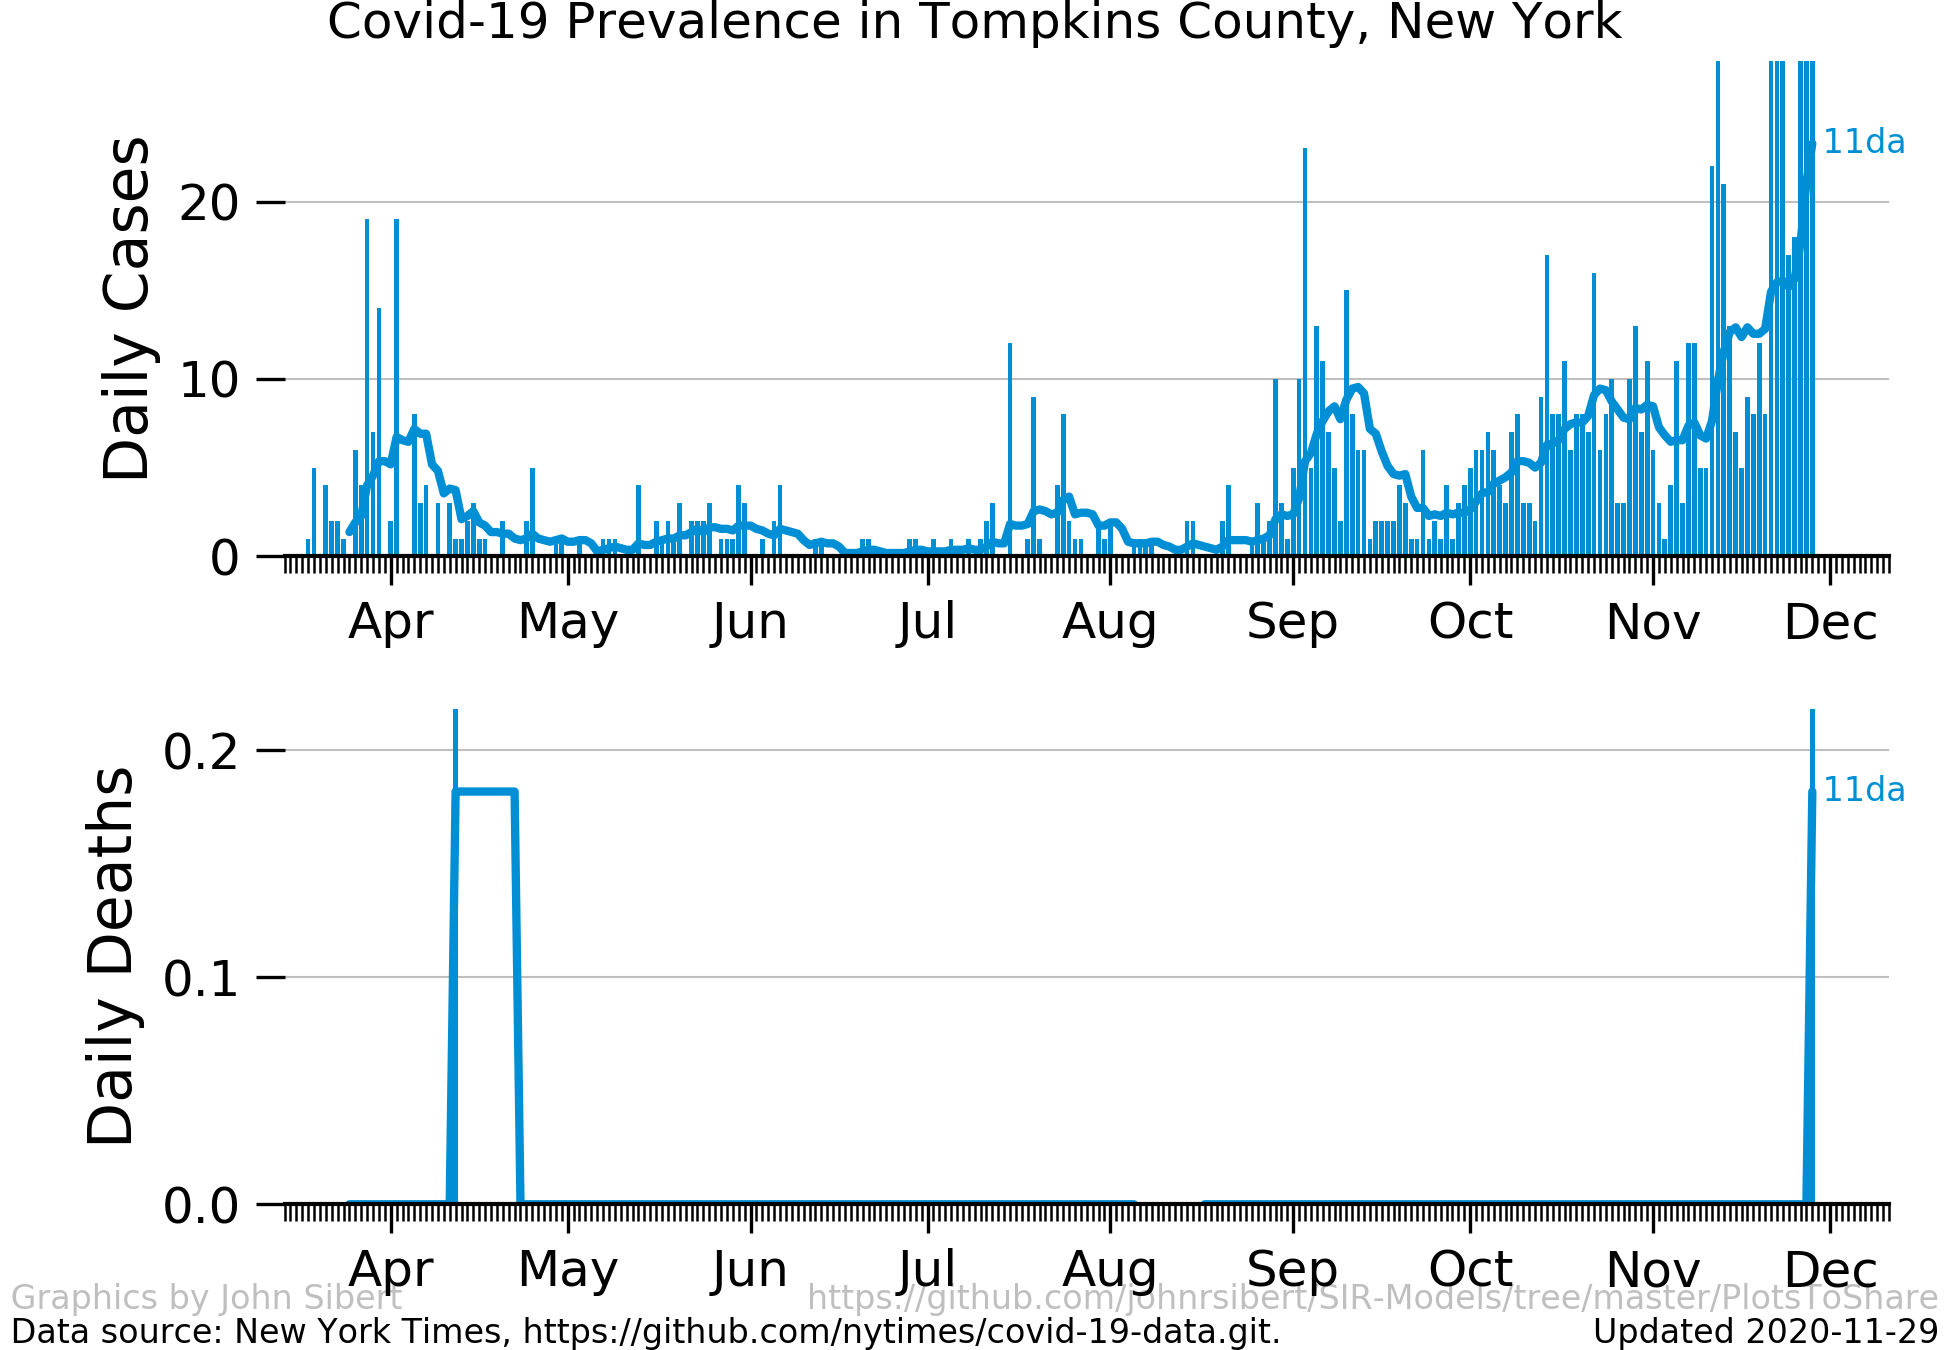 Covid-19 Prevalence in Tompkins County, New York
Daily Cases
20
10
0
11da
Apr May Jun Jul Aug Sep Oct Nov Dec
Daily Deaths
0.2
0.1
0.0
11da
Apr May Jun Jul Aug Sep Oct Nov Dec
Graphics by John Sibert https://github.com/johnrsibert/SIR-Models/tree/master/PlotsToShare
Data source: New York Times, https://github.com/nytimes/covid-19-data.git. Updated 2020-11-29